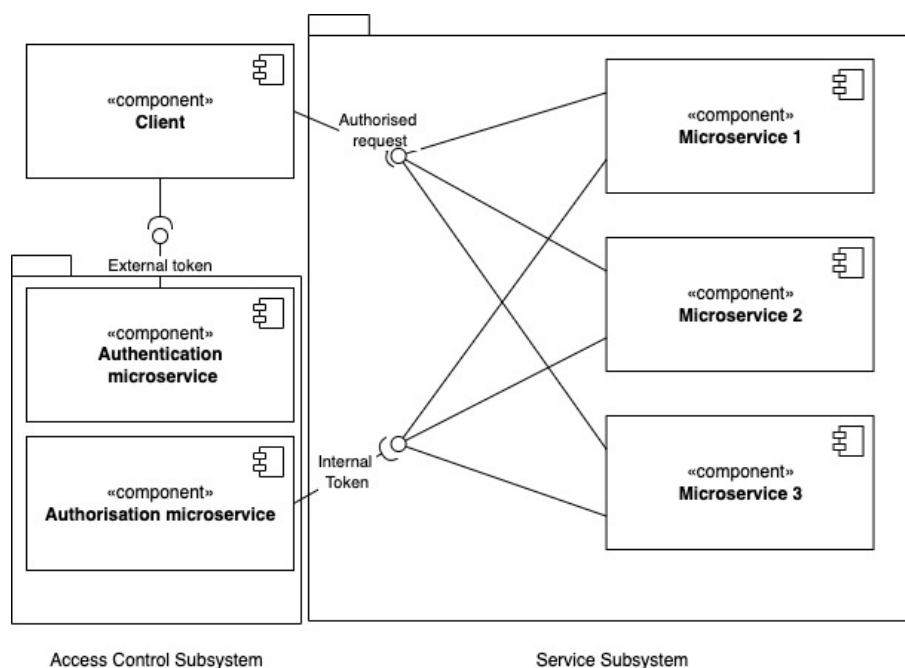 «component»
Client
Authorised
request
«component»
Microservice 1
External token
«component»
Microservice 2
«component»
Authentication
microservice
Internal
Token
«component»
Authorisation microservice
«component»
Microservice 3
Access Control Subsystem
Service Subsystem